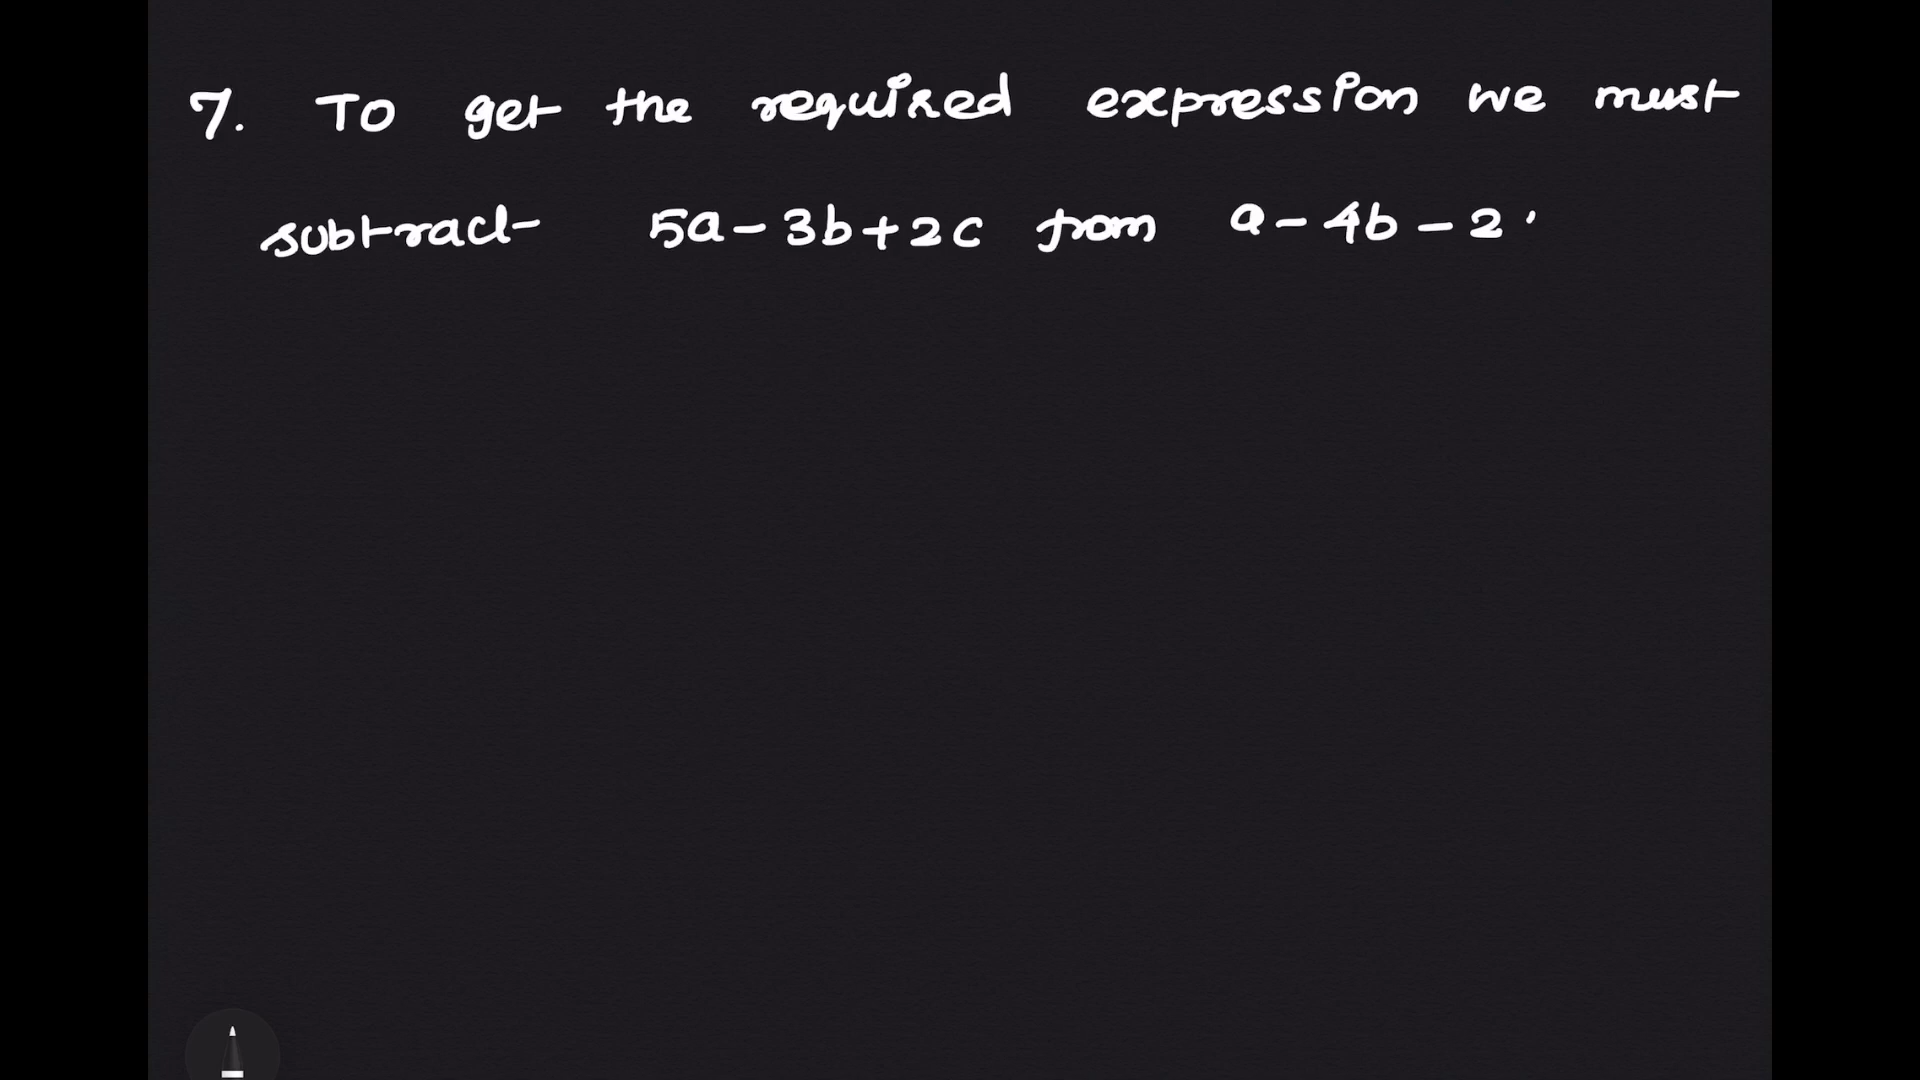 7. To get the required expression we must
subtract 5a - 3b + 2c from a - 4b - 2